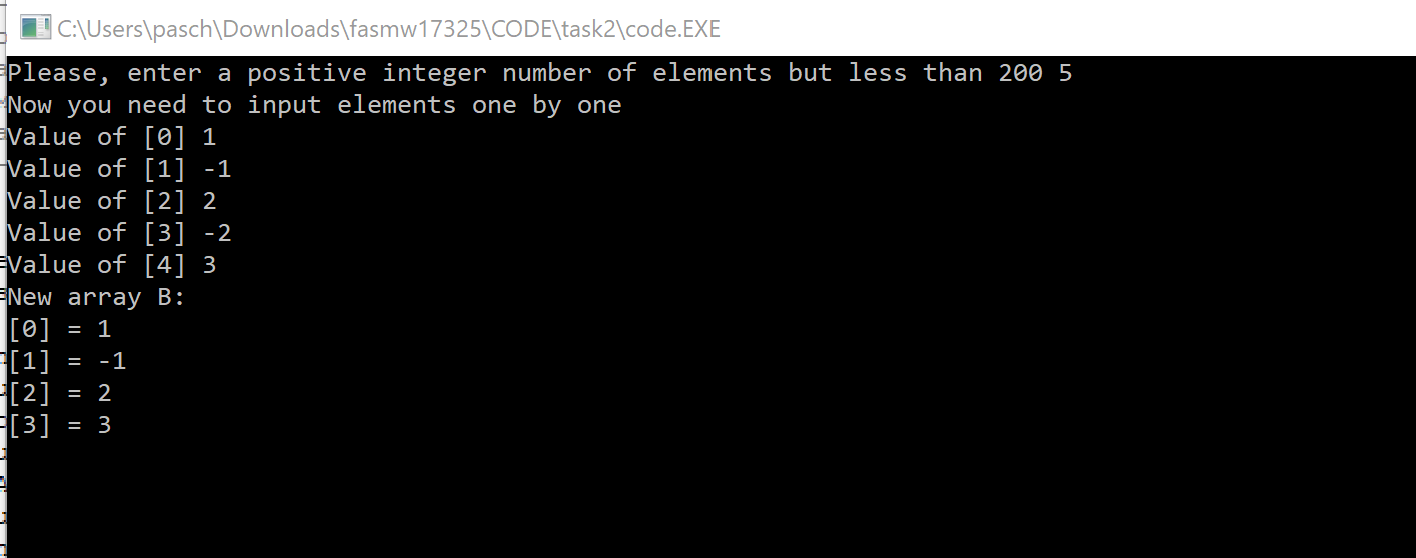 C:\Users\pasch\Downloads\fasmw17325\CODE\task2\code.EXE
Please, enter a positive integer number of elements but less than 200 5
Now you need to input elements one by one
Value of [0] 1
Value of [1] -1
Value of [2] 2
Value of [3] -2
Value of [4] 3
New array B:
[0] = 1
[1] = -1
[2] = 2
[3] = 3